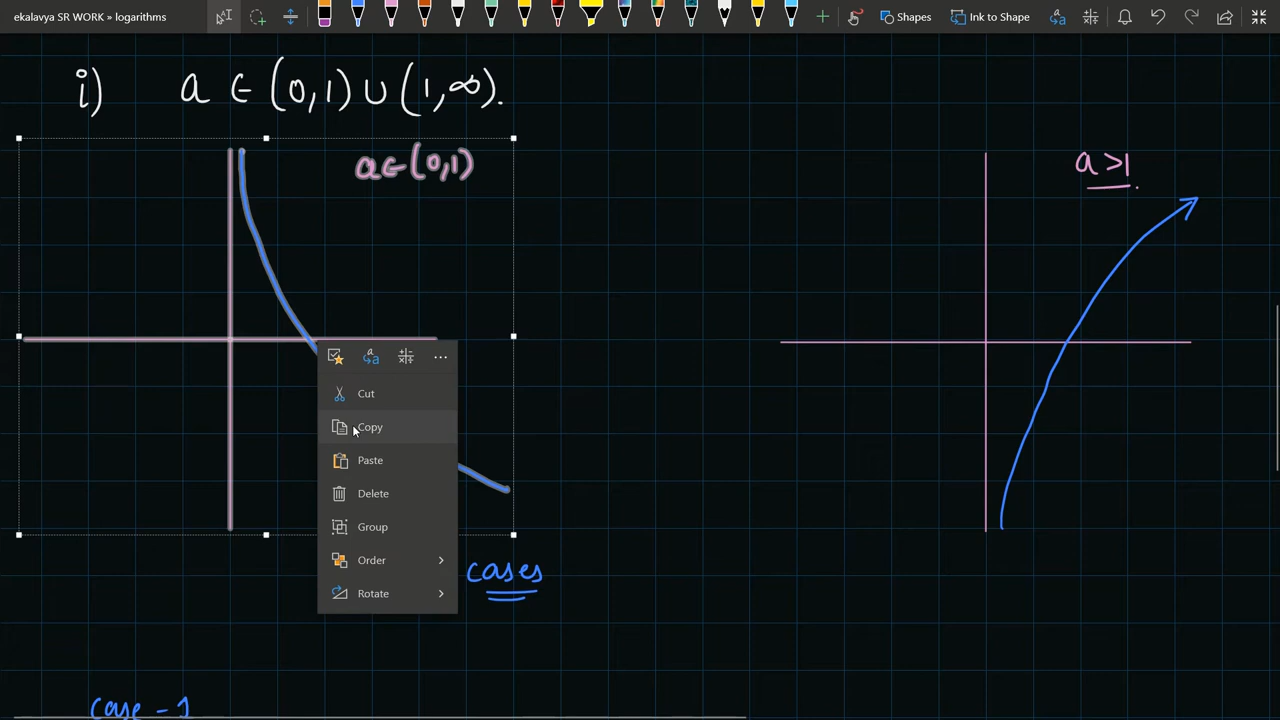 ekalavya SR WORK » logarithms
Shapes
Ink to Shape
i) a ∈ (0,1) ∪ (1,∞).
a∈(0,1)
a >1
Cut
Copy
Paste
Delete
Group
Order
Rotate
cases
case - 1